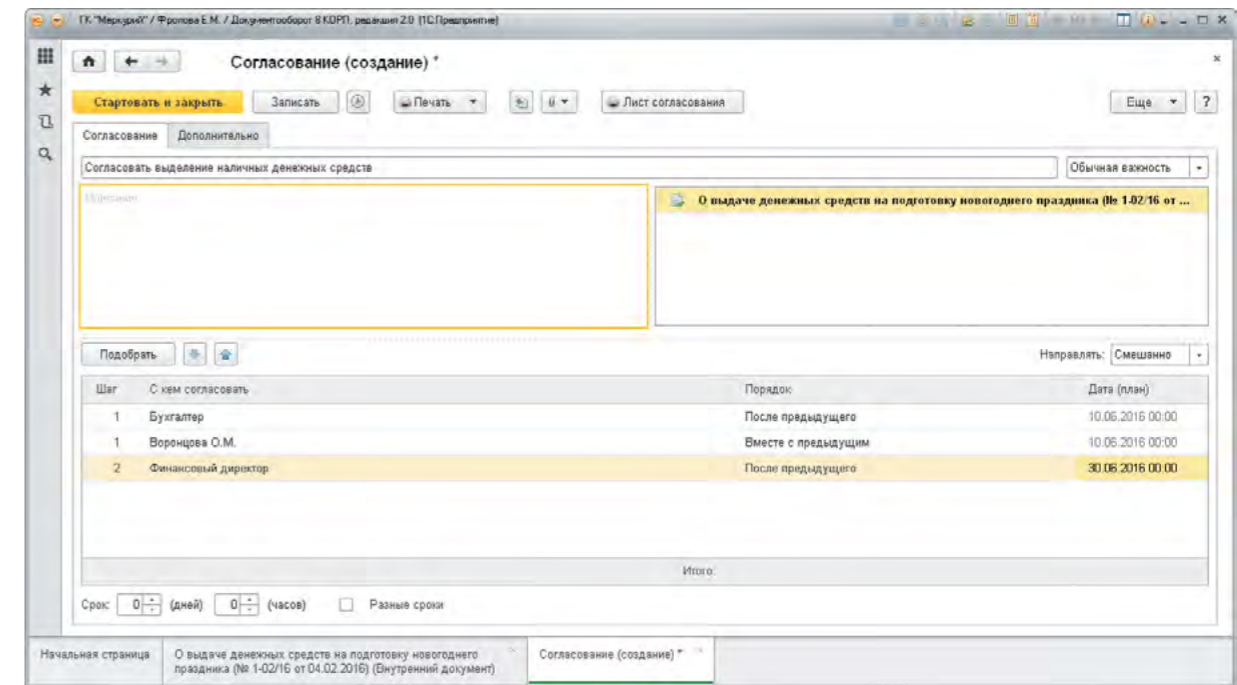 ГК "Меркурий" / Фролова Е.М. / Документооборот 8 КОРП, редакция 2.0 (1С:Предприятие)
Согласование (создание) *
Стартовать и закрыть
Записать
Печать
Лист согласования
Еще
?
Согласование
Дополнительно
Согласовать выделение наличных денежных средств
Обычная важность
О выдаче денежных средств на подготовку новогоднего праздника (№ 1-02/16 от ...
Подобрать
Направлять: Смешанно
Шаг С кем согласовать Порядок Дата (план)
1 Бухгалтер После предыдущего 10.06.2016 00:00
1 Воронцова О.М. Вместе с предыдущим 10.06.2016 00:00
2 Финансовый директор После предыдущего 30.06.2016 00:00
Итого:
Срок: 0 (дней) 0 (часов) Разные сроки
Начальная страница
О выдаче денежных средств на подготовку новогоднего
праздника (№ 1-02/16 от 04.02.2016) (Внутренний документ)
Согласование (создание) *